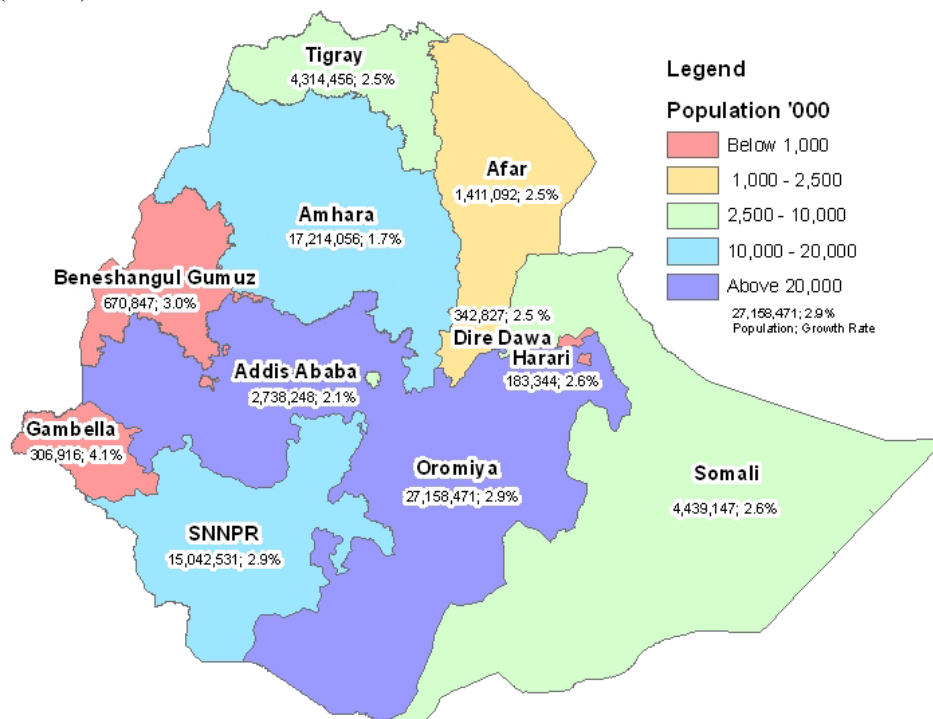 Tigray
4,314,456; 2.5%
Afar
1,411,092; 2.5%
Amhara
17,214,056; 1.7%
Beneshangul Gumuz
670,847; 3.0%
342,827; 2.5 %
Dire Dawa
Harari
183,344; 2.6%
Addis Ababa
2,738,248; 2.1%
Gambella
306,916; 4.1%
Oromiya
27,158,471; 2.9%
Somali
4,439,147; 2.6%
SNNPR
15,042,531; 2.9%
Legend
Population '000
Below 1,000
1,000 - 2,500
2,500 - 10,000
10,000 - 20,000
Above 20,000
27,158,471; 2.9%
Population; Growth Rate